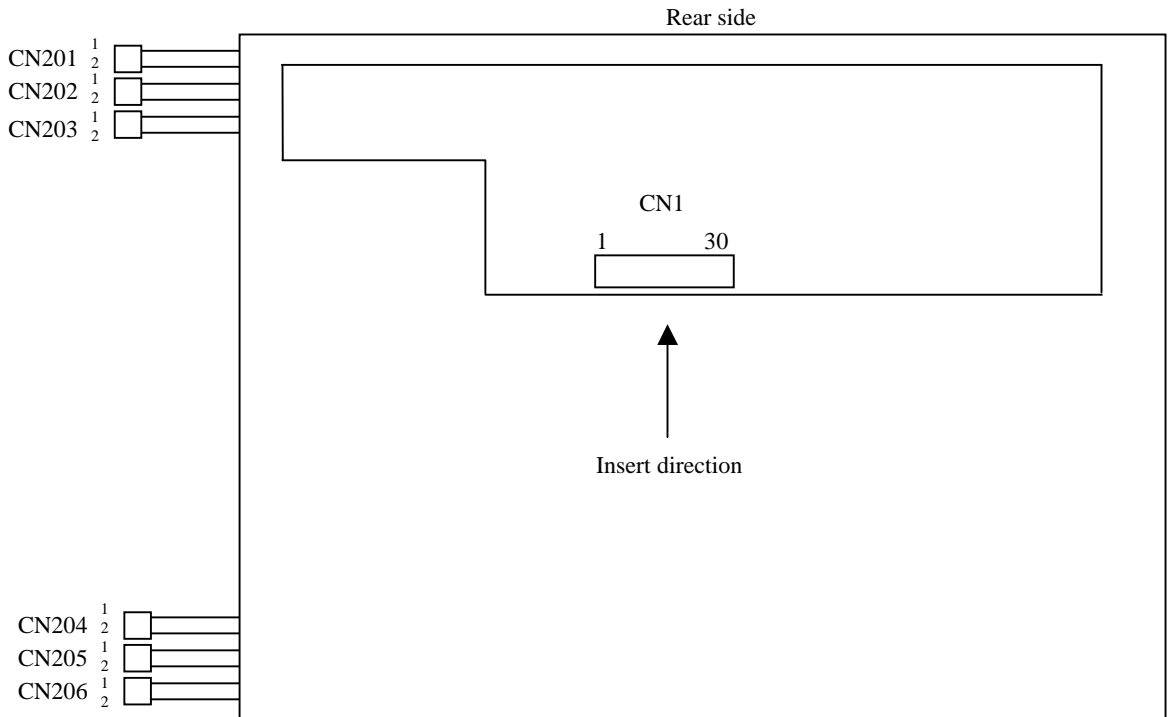 Rear side
CN201 1 2
CN202 1 2
CN203 1 2
CN1
1 30
Insert direction
CN204 1 2
CN205 1 2
CN206 1 2